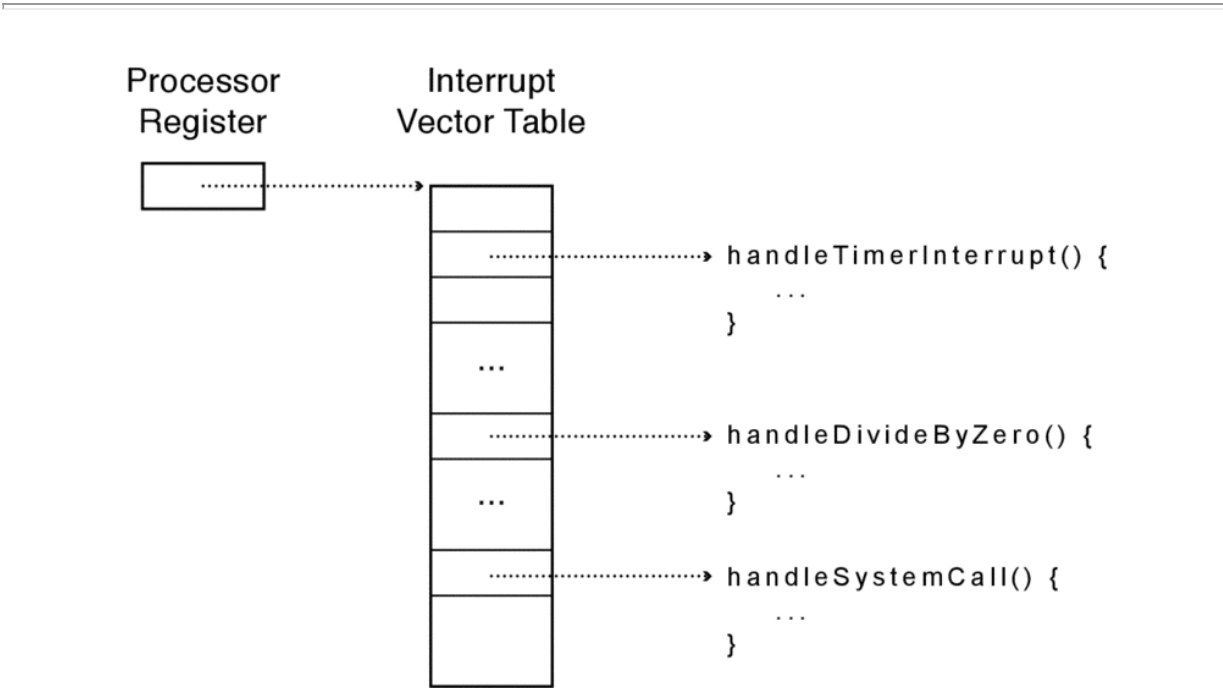 Processor
Register
Interrupt
Vector Table
handleTimerInterrupt() {
...
}
...
handleDivideByZero() {
...
}
...
handleSystemCall() {
...
}